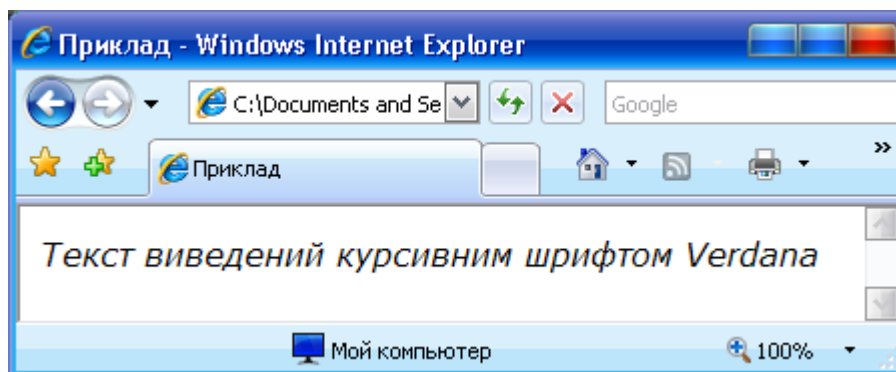 Приклад - Windows Internet Explorer
C:\Documents and Se
Google
Приклад
»
Текст виведений курсивним шрифтом Verdana
Мой компьютер
100%